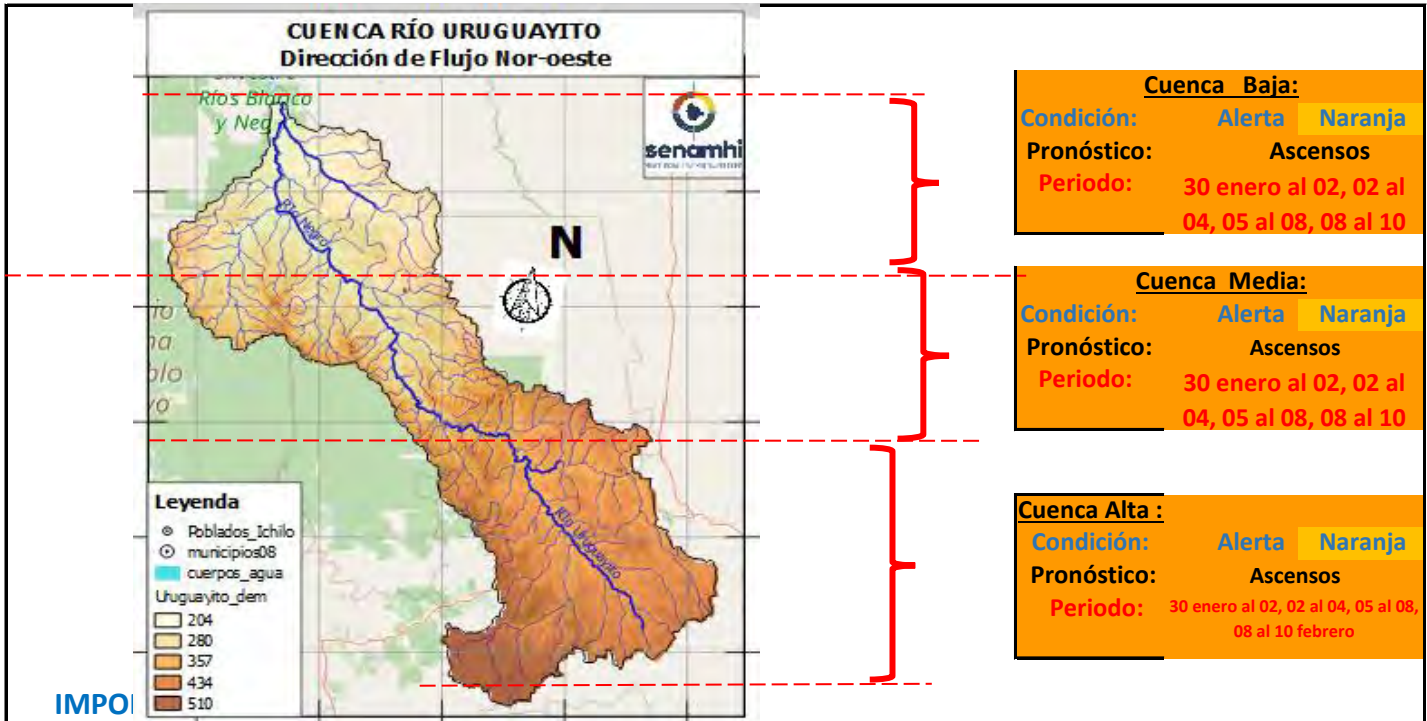 CUENCA RÍO URUGUAYITO
Dirección de Flujo Nor-oeste
Ríos Blanco
y Neg
senamhi
Río Negro
N
Río Uruguayito
Leyenda
Poblados_Ichilo
municipios08
cuerpos_agua
Uruguayito_dem
204
280
357
434
510
IMPO
Cuenca Baja:
Condición: Alerta Naranja
Pronóstico: Ascensos
Periodo: 30 enero al 02, 02 al
04, 05 al 08, 08 al 10
Cuenca Media:
Condición: Alerta Naranja
Pronóstico: Ascensos
Periodo: 30 enero al 02, 02 al
04, 05 al 08, 08 al 10
Cuenca Alta :
Condición: Alerta Naranja
Pronóstico: Ascensos
Periodo: 30 enero al 02, 02 al 04, 05 al 08,
08 al 10 febrero